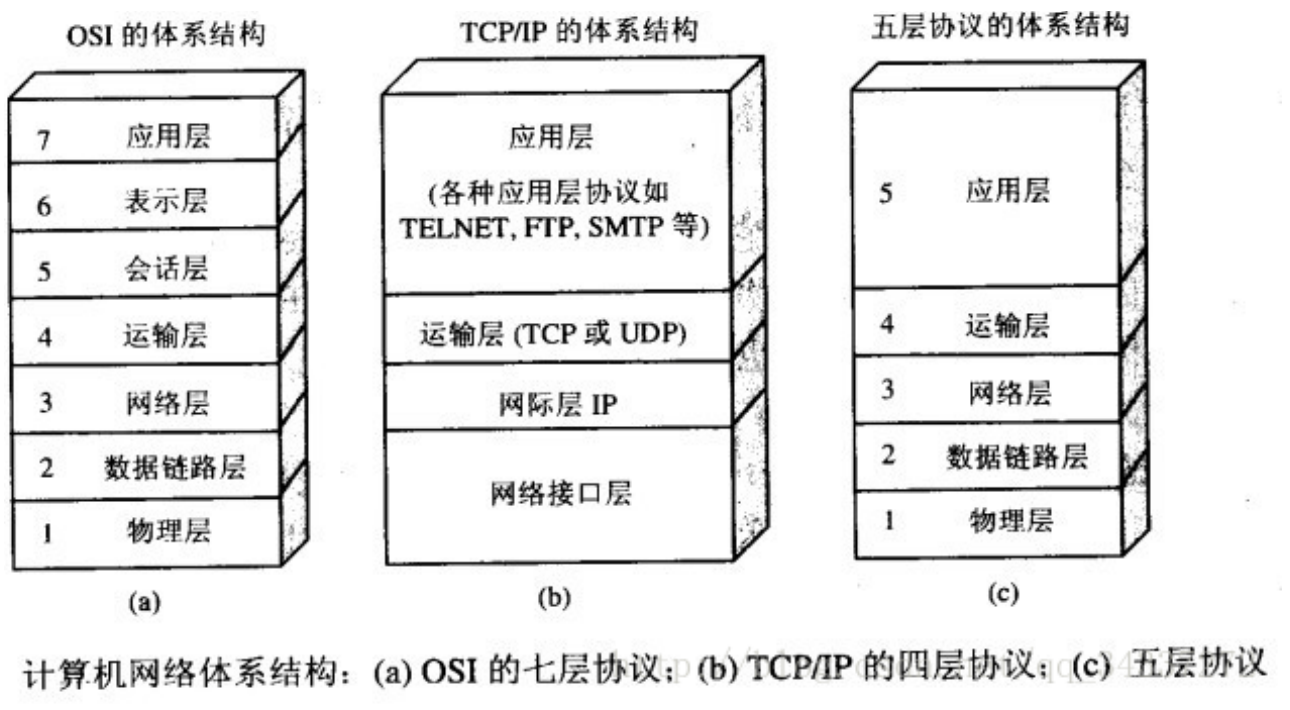 OSI 的体系结构
7 应用层
6 表示层
5 会话层
4 运输层
3 网络层
2 数据链路层
1 物理层
(a)
TCP/IP 的体系结构
应用层
(各种应用层协议如
TELNET, FTP, SMTP 等)
运输层 (TCP 或 UDP)
网际层 IP
网络接口层
(b)
五层协议的体系结构
5 应用层
4 运输层
3 网络层
2 数据链路层
1 物理层
(c)
计算机网络体系结构：(a) OSI 的七层协议；(b) TCP/IP 的四层协议；(c) 五层协议